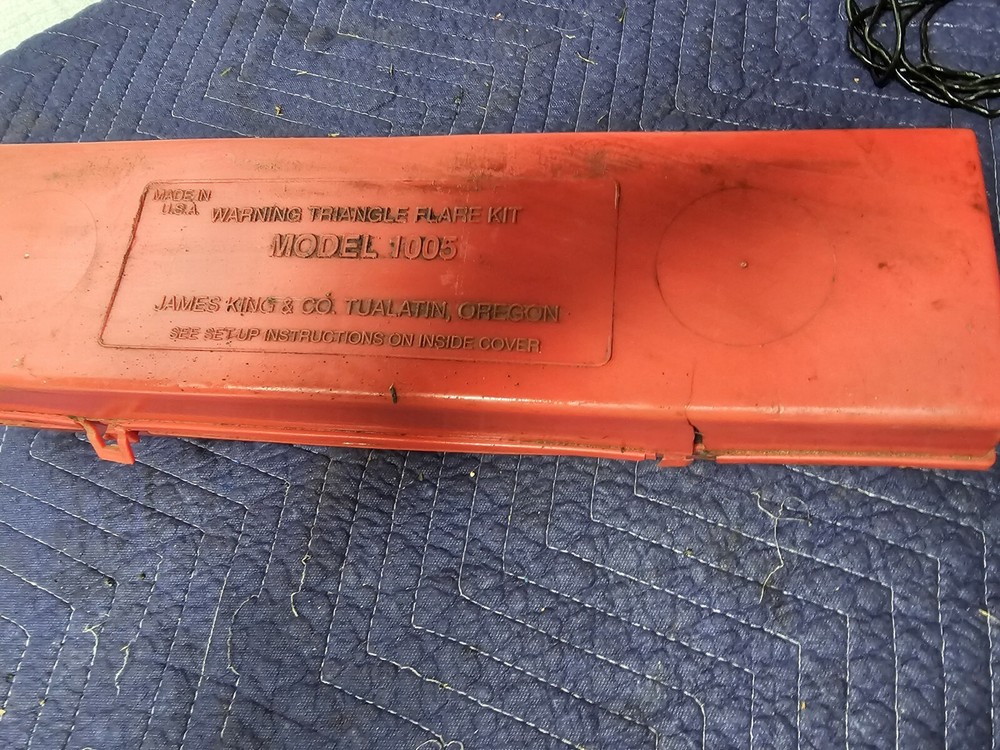 MADE IN
U.S.A.
WARNING TRIANGLE FLARE KIT
MODEL 1005
JAMES KING & CO. TUALATIN, OREGON
SEE SET-UP INSTRUCTIONS ON INSIDE COVER